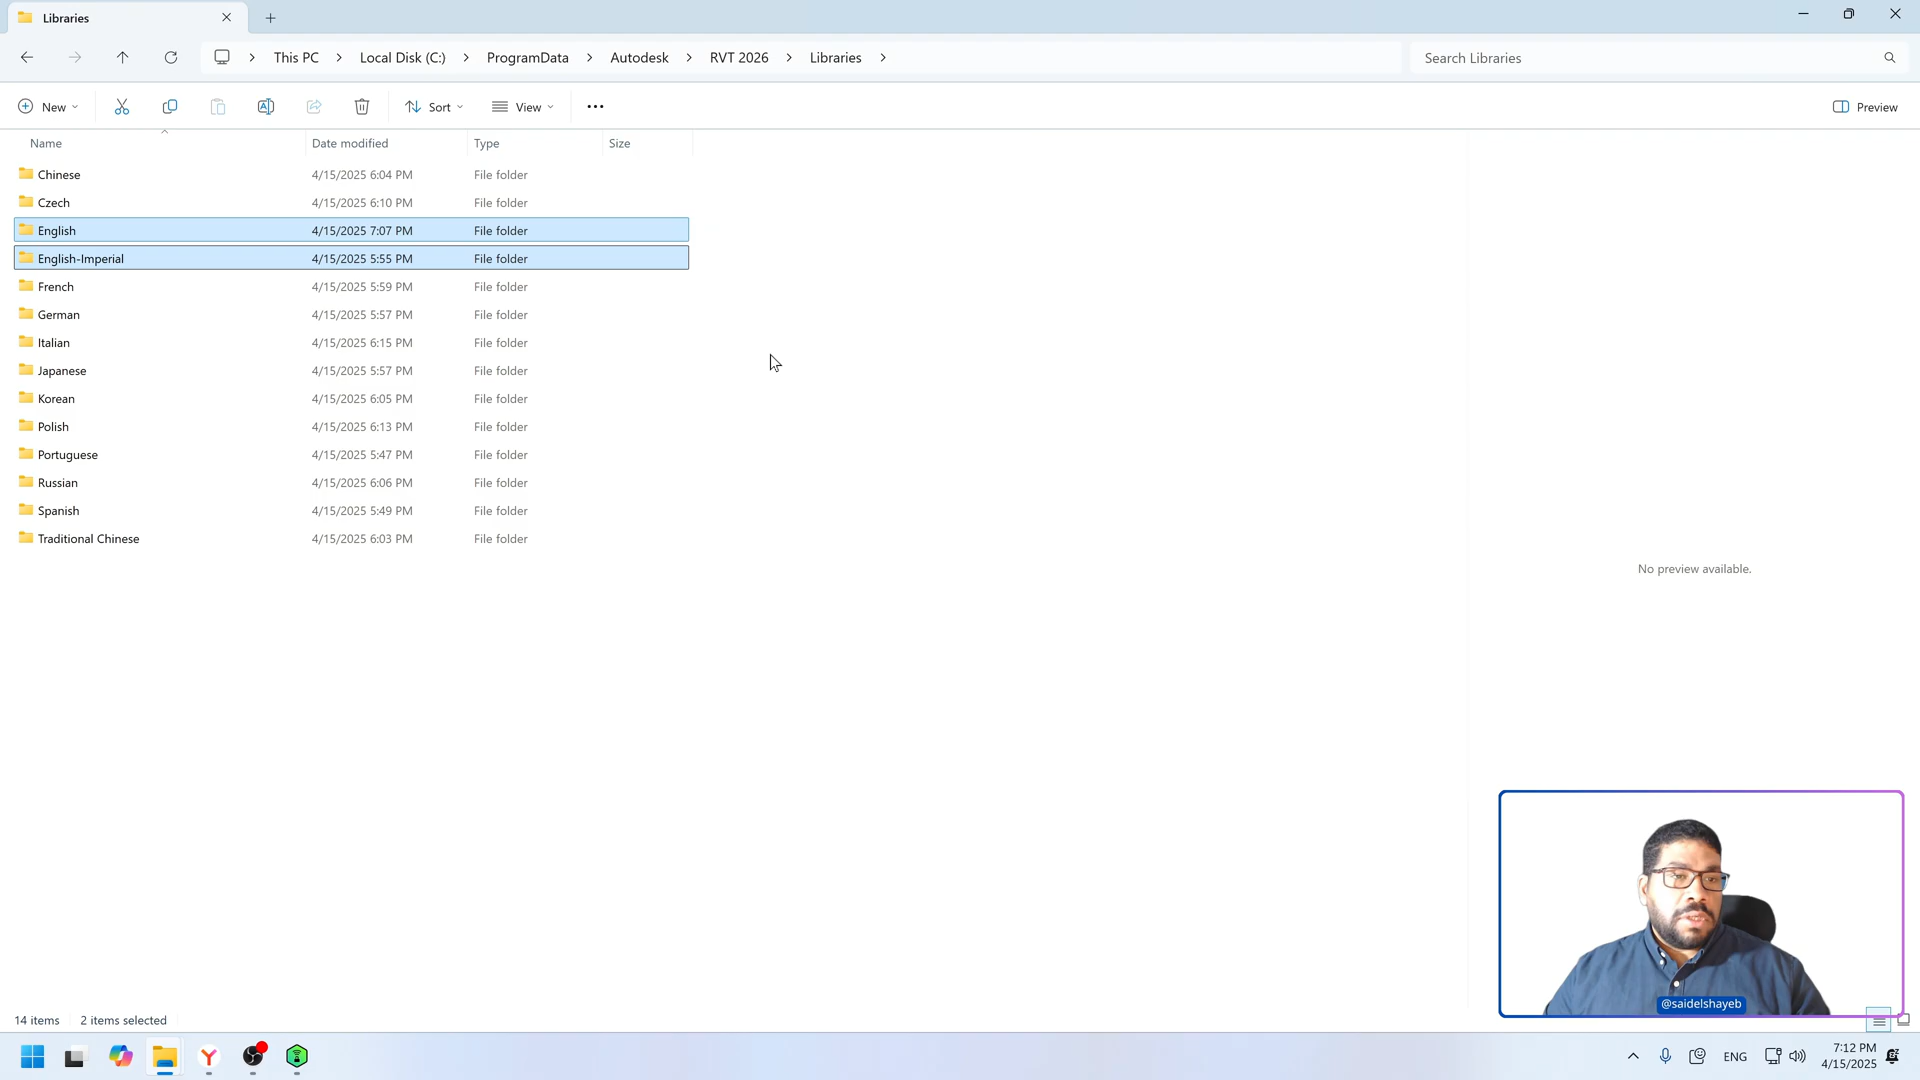 Libraries
This PC > Local Disk (C:) > ProgramData > Autodesk > RVT 2026 > Libraries >
Search Libraries
New
Sort
View
Preview
Name Date modified Type Size
Chinese 4/15/2025 6:04 PM File folder
Czech 4/15/2025 6:10 PM File folder
English 4/15/2025 7:07 PM File folder
English-Imperial 4/15/2025 5:55 PM File folder
French 4/15/2025 5:59 PM File folder
German 4/15/2025 5:57 PM File folder
Italian 4/15/2025 6:15 PM File folder
Japanese 4/15/2025 5:57 PM File folder
Korean 4/15/2025 6:05 PM File folder
Polish 4/15/2025 6:13 PM File folder
Portuguese 4/15/2025 5:47 PM File folder
Russian 4/15/2025 6:06 PM File folder
Spanish 4/15/2025 5:49 PM File folder
Traditional Chinese 4/15/2025 6:03 PM File folder
No preview available.
@saidelshayeb
14 items 2 items selected
ENG
7:12 PM
4/15/2025